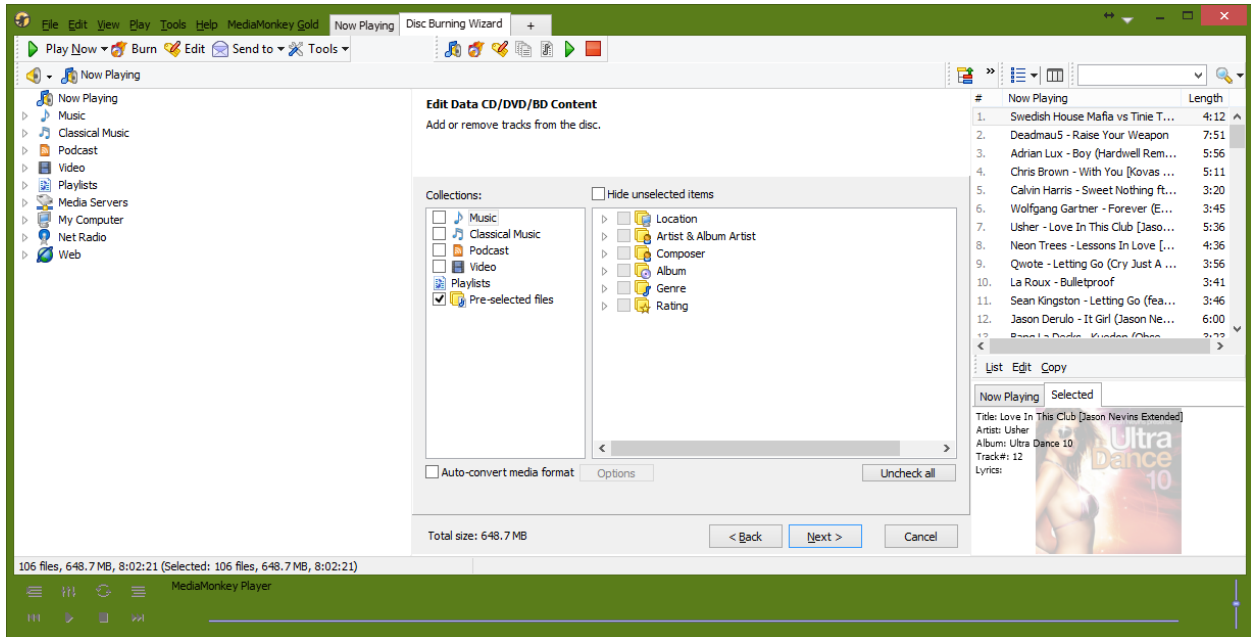 File Edit View Play Tools Help MediaMonkey Gold Now Playing Disc Burning Wizard +
Play Now Burn Edit Send to Tools
Now Playing
»
Now Playing
Music
Classical Music
Podcast
Video
Playlists
Media Servers
My Computer
Net Radio
Web
Edit Data CD/DVD/BD Content
Add or remove tracks from the disc.
Collections:
Music
Classical Music
Podcast
Video
Playlists
Pre-selected files
Hide unselected items
Location
Artist & Album Artist
Composer
Album
Genre
Rating
Auto-convert media format Options Uncheck all
Total size: 648.7 MB < Back Next > Cancel
# Now Playing Length
1. Swedish House Mafia vs Tinie T... 4:12
2. Deadmau5 - Raise Your Weapon 7:51
3. Adrian Lux - Boy (Hardwell Rem... 5:56
4. Chris Brown - With You [Kovas ... 5:11
5. Calvin Harris - Sweet Nothing ft... 3:20
6. Wolfgang Gartner - Forever (E... 3:45
7. Usher - Love In This Club [Jaso... 5:36
8. Neon Trees - Lessons In Love [... 4:36
9. Qwote - Letting Go (Cry Just A ... 3:56
10. La Roux - Bulletproof 3:41
11. Sean Kingston - Letting Go (fea... 3:46
12. Jason Derulo - It Girl (Jason Ne... 6:00
List Edit Copy
Now Playing Selected
Title: Love In This Club [Jason Nevins Extended]
Artist: Usher
Album: Ultra Dance 10
Track#: 12
Lyrics:
Ultra
Dance
10
106 files, 648.7 MB, 8:02:21 (Selected: 106 files, 648.7 MB, 8:02:21)
MediaMonkey Player